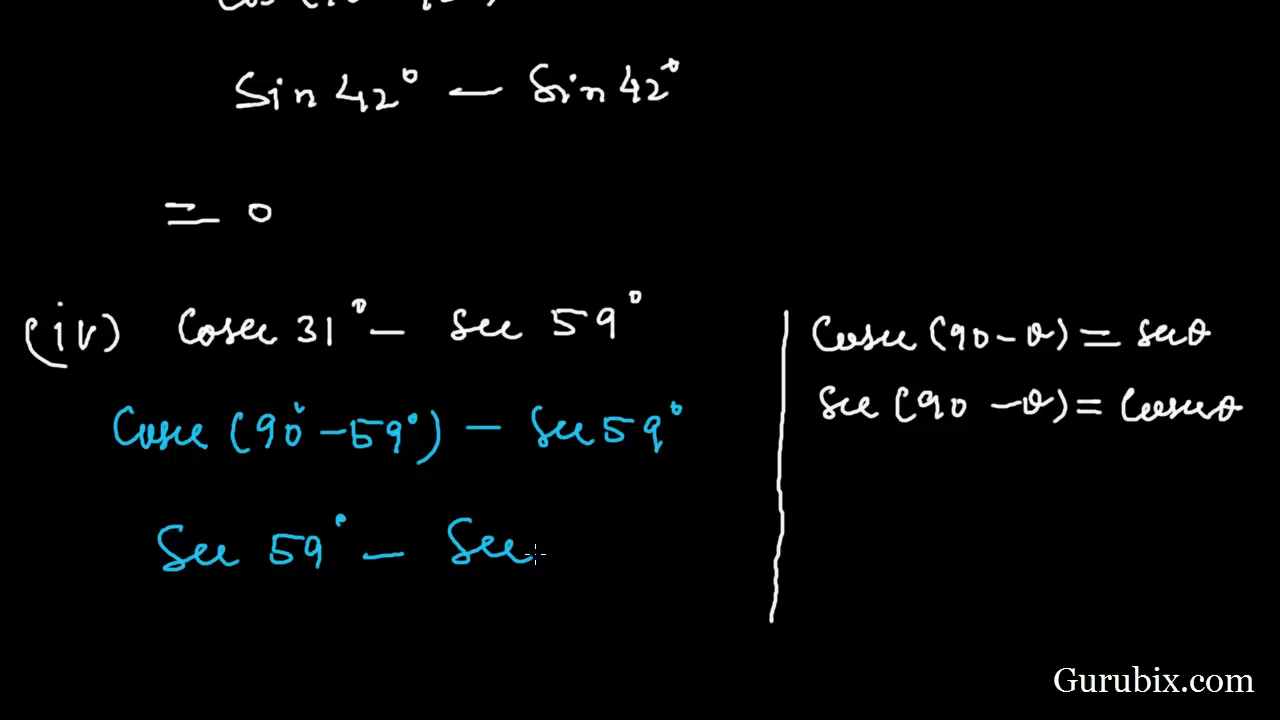 Sin 42° — Sin 42°
= 0
(iv) Cosec 31° — Sec 59°
Cosec (90° - 59°) — Sec 59°
Sec 59° — Sec
Cosec (90 - θ) = secθ
Sec (90 - θ) = Cosecθ
Gurubix.com